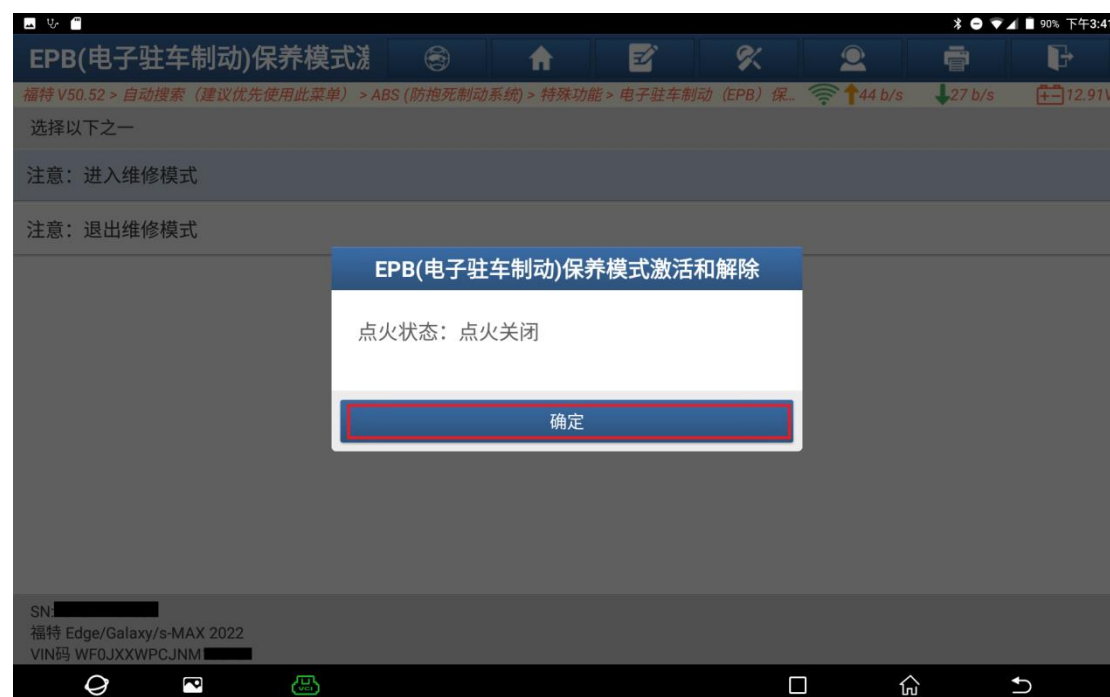 90% 下午3:41
EPB(电子驻车制动)保养模式激
福特 V50.52 > 自动搜索（建议优先使用此菜单）> ABS (防抱死制动系统) > 特殊功能 > 电子驻车制动（EPB）保... 44 b/s 27 b/s 12.91V
选择以下之一
注意：进入维修模式
注意：退出维修模式
EPB(电子驻车制动)保养模式激活和解除
点火状态：点火关闭
确定
SN:
福特 Edge/Galaxy/s-MAX 2022
VIN码 WF0JXXWPCJNM
VCI